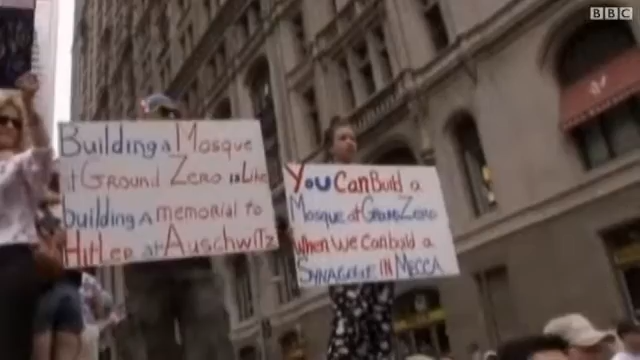 BBC
Building a Mosque
at Ground Zero is Like
building a memorial to
Hitler at Auschwitz
You Can Build a
Mosque at Ground Zero
When we can build a
Synagogue in Mecca